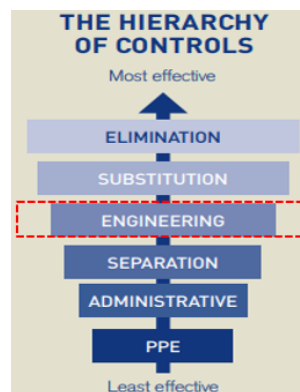 THE HIERARCHY
OF CONTROLS
Most effective
ELIMINATION
SUBSTITUTION
ENGINEERING
SEPARATION
ADMINISTRATIVE
PPE
Least effective